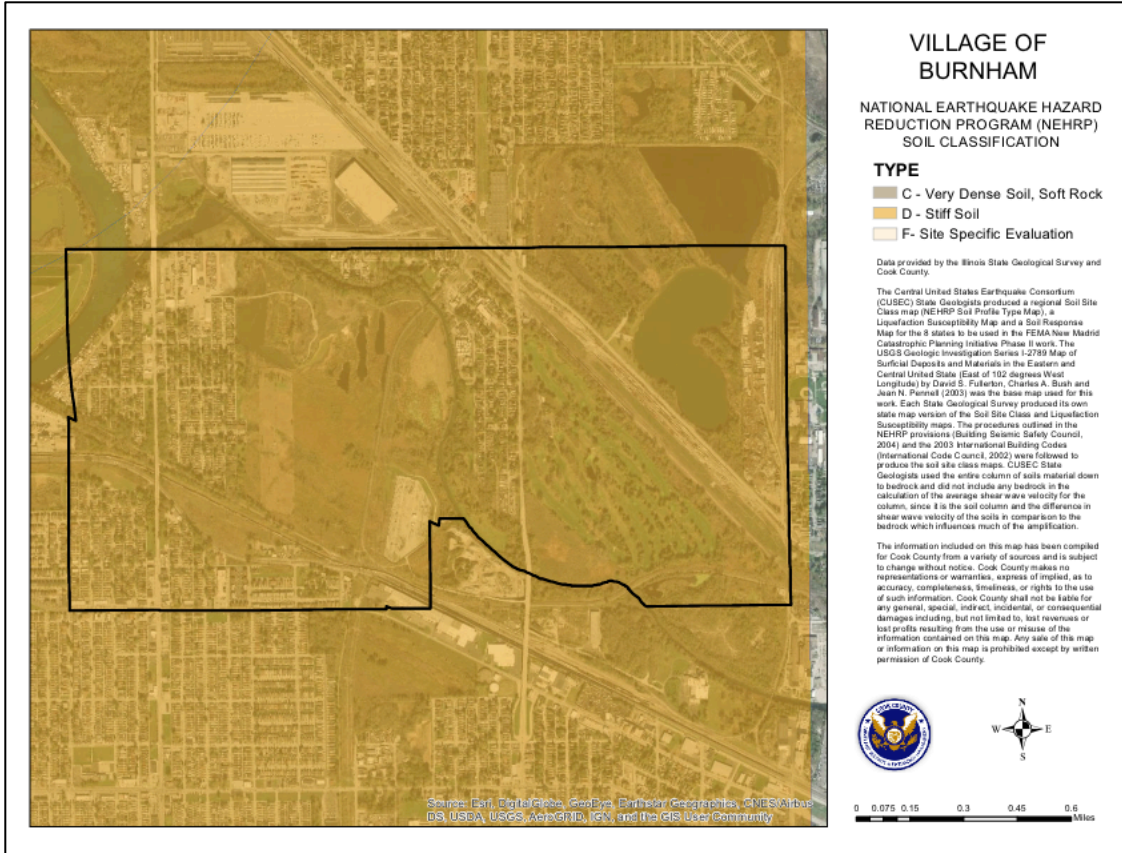 VILLAGE OF
BURNHAM
NATIONAL EARTHQUAKE HAZARD
REDUCTION PROGRAM (NEHRP)
SOIL CLASSIFICATION
TYPE
C - Very Dense Soil, Soft Rock
D - Stiff Soil
F- Site Specific Evaluation
Data provided by the Illinois State Geological Survey and
Cook County.
The Central United States Earthquake Consortium
(CUSEC) State Geologists produced a regional Soil Site
Class map (NEHRP Soil Profile Type Map), a
Liquefaction Susceptibility Map and a Soil Response
Map for the 8 states to be used in the FEMA New Madrid
Catastrophic Planning Initiative Phase II work. The
USGS Geologic Investigation Series I-2789 Map of
Surficial Deposits and Materials in the Eastern and
Central United State (East of 102 degrees West
Longitude) by David S. Fullerton, Charles A. Bush and
Jean N. Pennell (2003) was the base map used for this
work. Each State Geological Survey produced its own
state map version of the Soil Site Class and Liquefaction
Susceptibility maps. The procedures outlined in the
NEHRP provisions (Building Seismic Safety Council,
2004) and the 2003 International Building Codes
(International Code Council, 2002) were followed to
produce the soil site class maps. CUSEC State
Geologists used the entire column of soils material down
to bedrock and did not include any bedrock in the
calculation of the average shear wave velocity for the
column, since it is the soil column and the difference in
shear wave velocity of the soils in comparison to the
bedrock which influences much of the amplification.
The information included on this map has been compiled
for Cook County from a variety of sources and is subject
to change without notice. Cook County makes no
representations or warranties, express of implied, as to
accuracy, completeness, timeliness, or rights to the use
of such information. Cook County shall not be liable for
any general, special, indirect, incidental, or consequential
damages including, but not limited to, lost revenues or
lost profits resulting from the use or misuse of the
information contained on this map. Any sale of this map
or information on this map is prohibited except by written
permission of Cook County.
N
W E
S
0 0.075 0.15 0.3 0.45 0.6
Miles
Source: Esri, DigitalGlobe, GeoEye, Earthstar Geographics, CNES/Airbus
DS, USDA, USGS, AeroGRID, IGN, and the GIS User Community